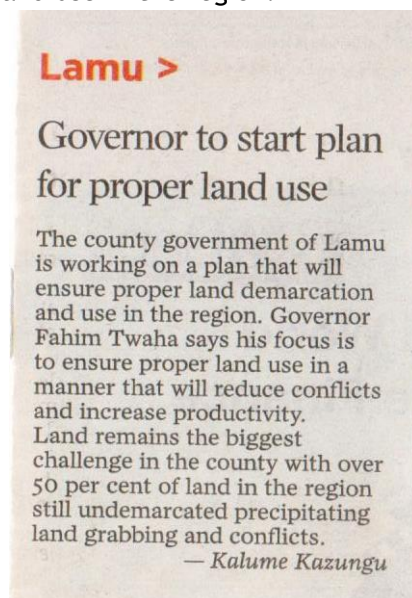 Lamu >
Governor to start plan
for proper land use
The county government of Lamu
is working on a plan that will
ensure proper land demarcation
and use in the region. Governor
Fahim Twaha says his focus is
to ensure proper land use in a
manner that will reduce conflicts
and increase productivity.
Land remains the biggest
challenge in the county with over
50 per cent of land in the region
still undemarcated precipitating
land grabbing and conflicts.
— Kalume Kazungu